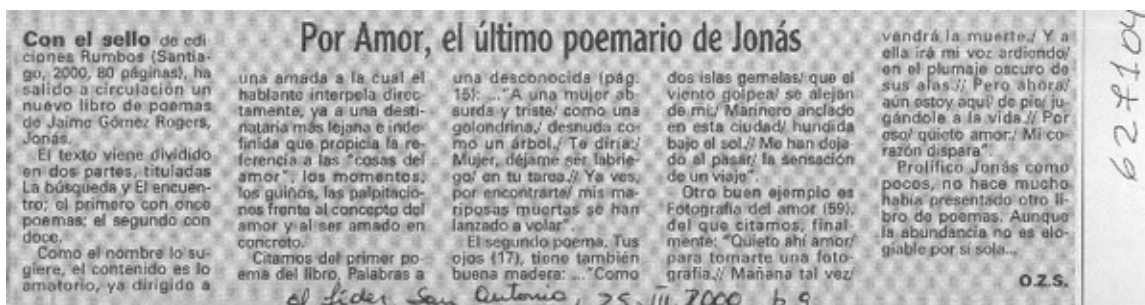 Por Amor, el último poemario de Jonás
Con el sello de edi-
ciones Rumbos (Santia-
go, 2000, 80 páginas), ha
salido a circulación un
nuevo libro de poemas
de Jaime Gómez Rogers,
Jonás.
El texto viene dividido
en dos partes, tituladas
La búsqueda y El encuen-
tro; el primero con once
poemas; el segundo con
doce.
Como el nombre lo su-
giere, el contenido es lo
amatorio, ya dirigido a
una amada a la cual el
hablante interpela direc-
tamente, ya a una desti-
nataria más lejana e inde-
finida que propicia la re-
ferencia a las "cosas del
amor", los momentos,
los guiños, las palpitacio-
nes frente al concepto del
amor y al ser amado en
concreto.
Citamos del primer po-
ema del libro, Palabras a
una desconocida (pág.
15): ..."A una mujer ab-
surda y triste/ como una
golondrina,/ desnuda co-
mo un árbol,/ Te diría:/
Mujer, déjame ser labrie-
go/ en tu tarea.// Ya ves,
por encontrarte/ mis ma-
riposas muertas se han
lanzado a volar".
El segundo poema, Tus
ojos (17), tiene también
buena madera: ..."Como
dos islas gemelas/ que el
viento golpea/ se alejan
de mí./ Marinero anclado
en esta ciudad/ hundida
bajo el sol.// Me han deja-
do al pasar/ la sensación
de un viaje".
Otro buen ejemplo es
Fotografía del amor (59),
del que citamos, final-
mente: "Quieto ahí amor/
para tomarte una foto-
grafía.// Mañana tal vez/
vendrá la muerte./ Y a
ella irá mi voz ardiendo/
en el plumaje oscuro de
sus alas.// Pero ahora/
aún estoy aquí/ de pie/ ju-
gándole a la vida.// Por
eso/ quieto amor./ Mi co-
razón dispara".
Prolífico Jonás como
pocos, no hace mucho
había presentado otro li-
bro de poemas. Aunque
la abundancia no es elo-
giable por sí sola...
O.Z.S.
el Líder San Antonio, 25-III-2000 p.9
627104